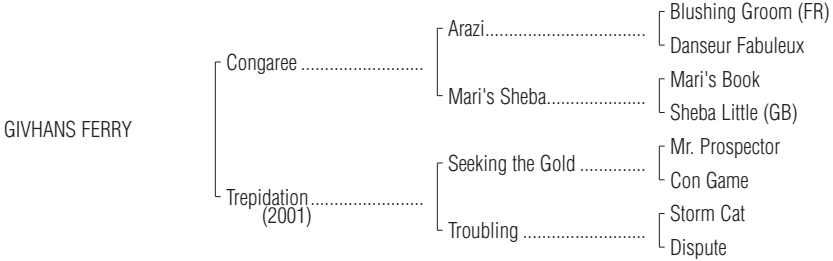 Blushing Groom (FR)
Arazi..................................
Danseur Fabuleux
Congaree ..........................
Mari's Book
Mari's Sheba.....................
Sheba Little (GB)
GIVHANS FERRY
Mr. Prospector
Seeking the Gold ..............
Con Game
Trepidation........................
(2001)
Storm Cat
Troubling ..........................
Dispute